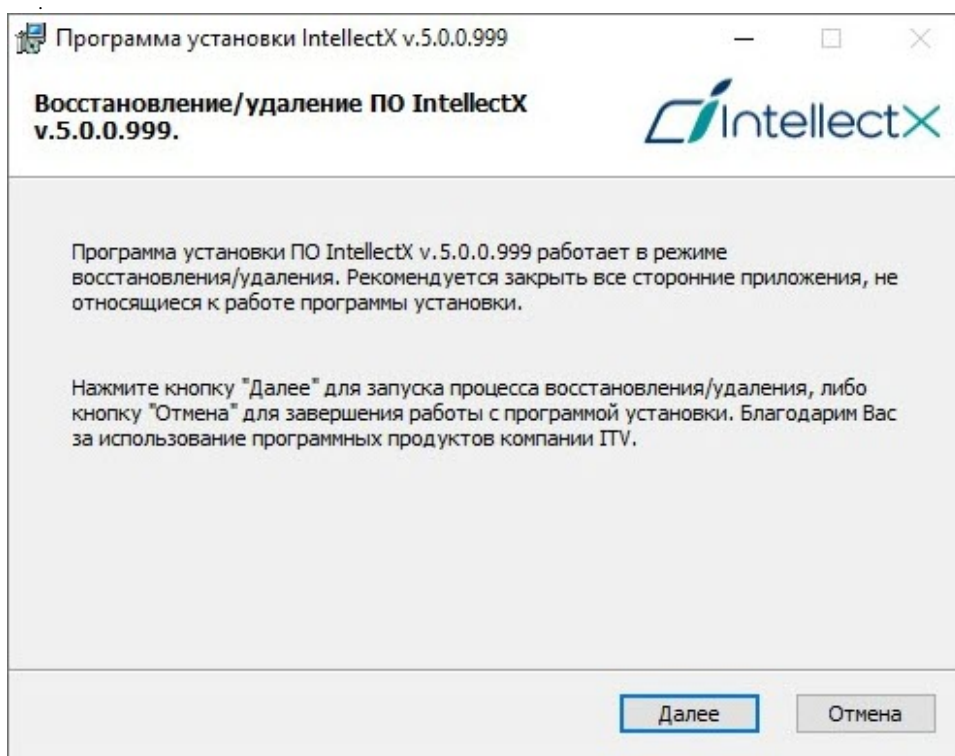 Программа установки IntellectX v.5.0.0.999
Восстановление/удаление ПО IntellectX
v.5.0.0.999.
IntellectX
Программа установки ПО IntellectX v.5.0.0.999 работает в режиме
восстановления/удаления. Рекомендуется закрыть все сторонние приложения, не
относящиеся к работе программы установки.
Нажмите кнопку "Далее" для запуска процесса восстановления/удаления, либо
кнопку "Отмена" для завершения работы с программой установки. Благодарим Вас
за использование программных продуктов компании ITV.
Далее
Отмена